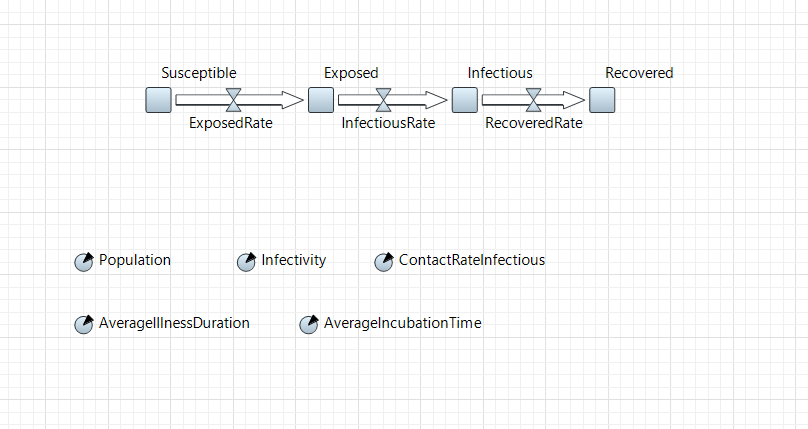 Susceptible Exposed Infectious Recovered
ExposedRate InfectiousRate RecoveredRate
Population Infectivity ContactRateInfectious
AverageIllnessDuration AverageIncubationTime